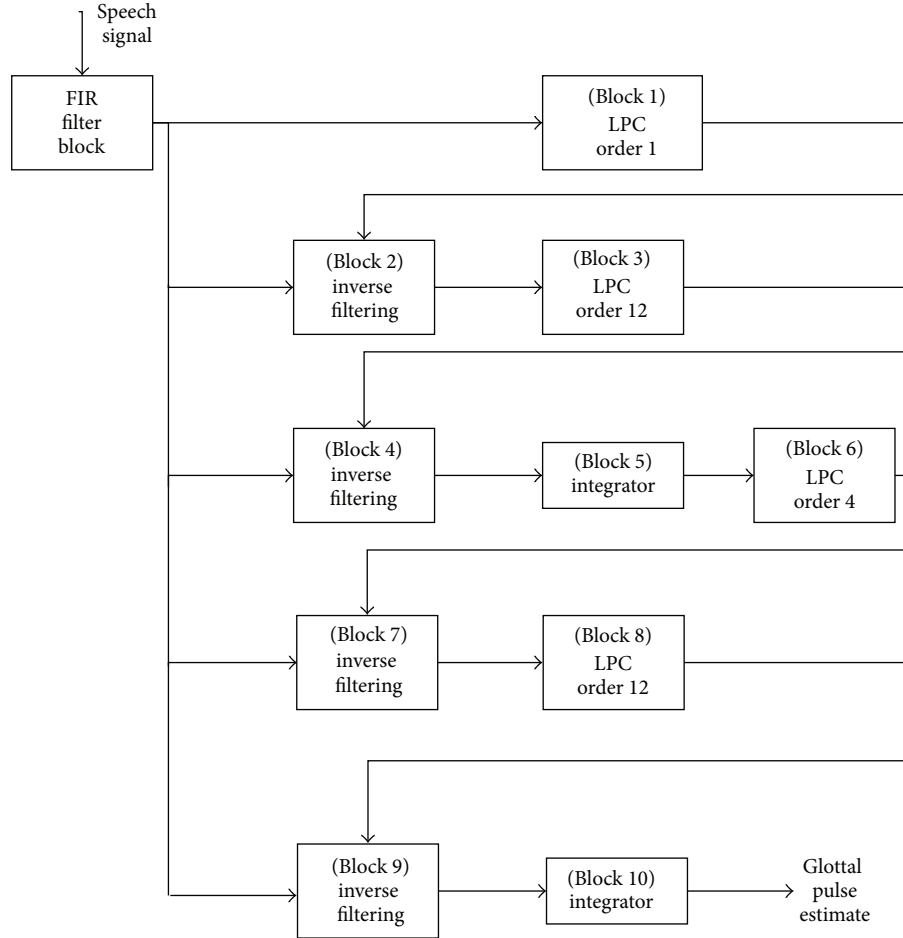 Speech
signal
FIR
filter
block
(Block 1)
LPC
order 1
(Block 2)
inverse
filtering
(Block 3)
LPC
order 12
(Block 4)
inverse
filtering
(Block 5)
integrator
(Block 6)
LPC
order 4
(Block 7)
inverse
filtering
(Block 8)
LPC
order 12
(Block 9)
inverse
filtering
(Block 10)
integrator
Glottal
pulse
estimate